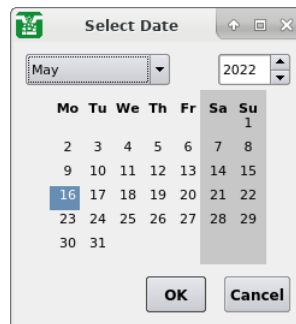 Select Date
May 2022
Mo Tu We Th Fr Sa Su
1
2 3 4 5 6 7 8
9 10 11 12 13 14 15
16 17 18 19 20 21 22
23 24 25 26 27 28 29
30 31
OK Cancel